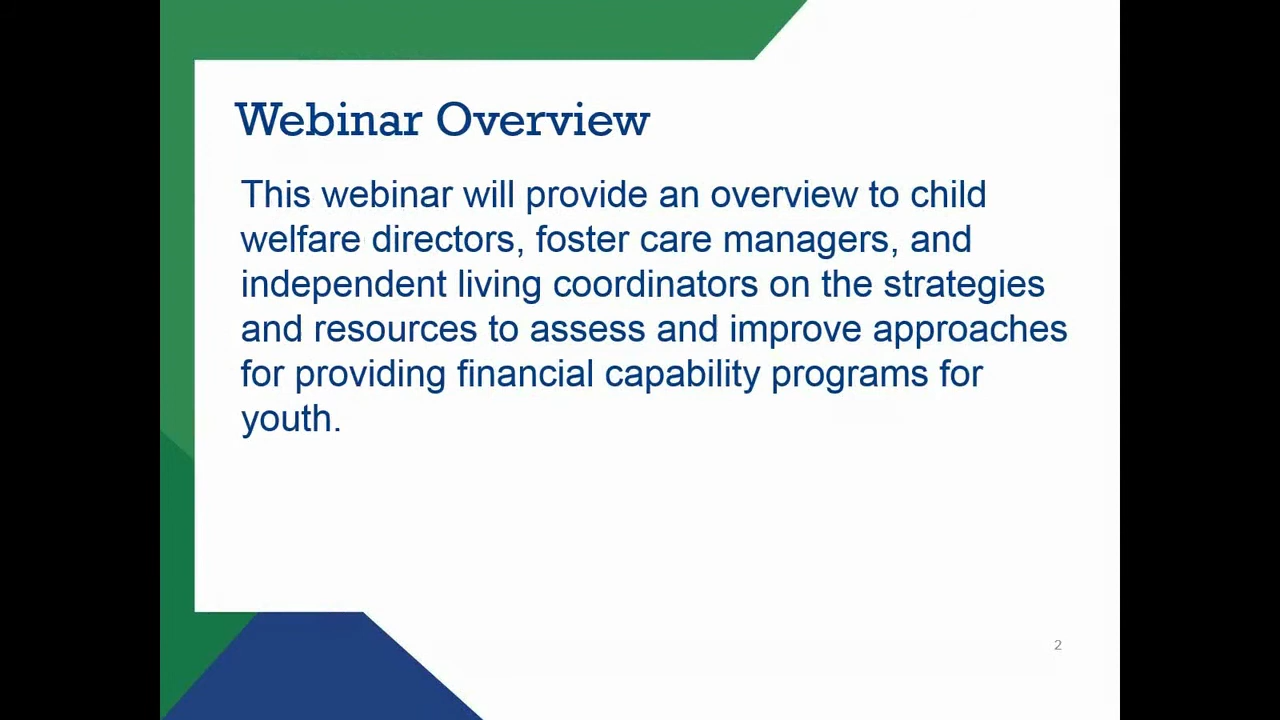 Webinar Overview
This webinar will provide an overview to child
welfare directors, foster care managers, and
independent living coordinators on the strategies
and resources to assess and improve approaches
for providing financial capability programs for
youth.
2